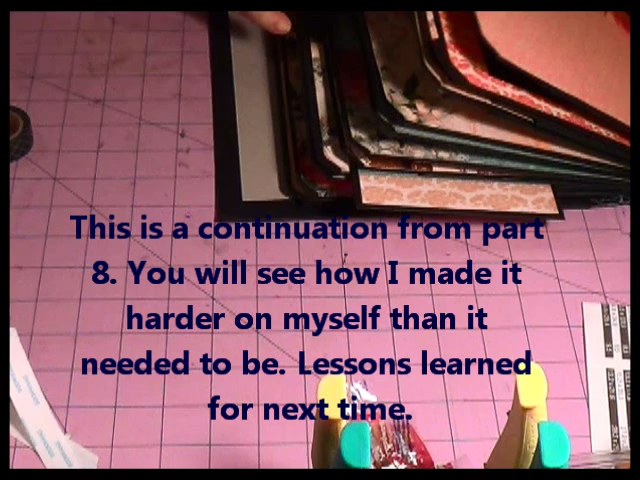 This is a continuation from part
8. You will see how I made it
harder on myself than it
needed to be. Lessons learned
for next time.